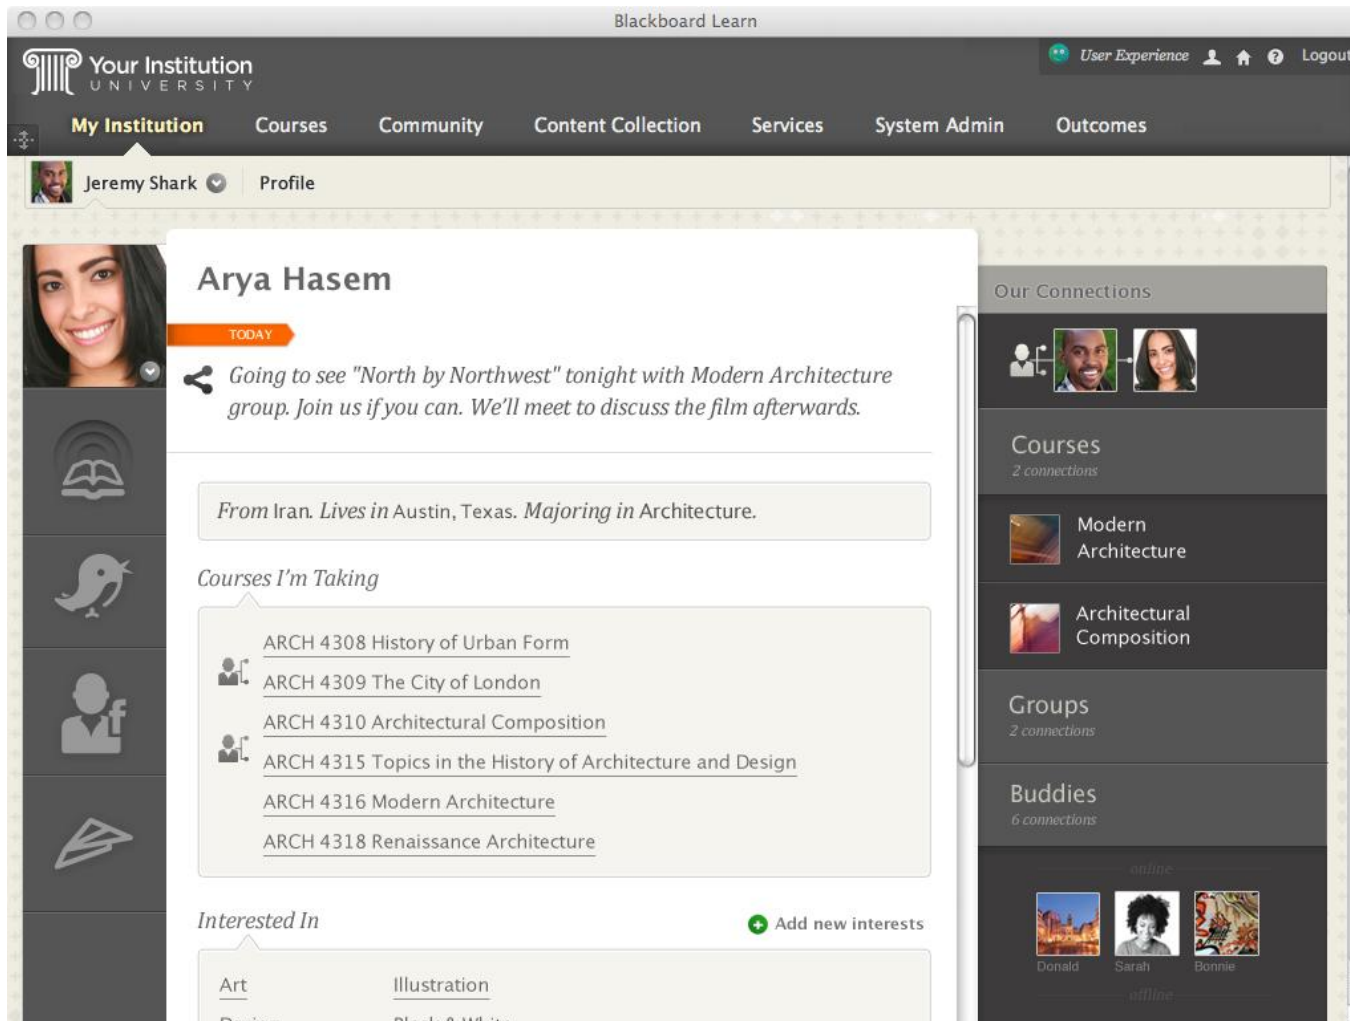 Blackboard Learn
Your Institution
UNIVERSITY
User Experience
Logout
My Institution
Courses
Community
Content Collection
Services
System Admin
Outcomes
Jeremy Shark
Profile
Arya Hasem
TODAY
Going to see "North by Northwest" tonight with Modern Architecture
group. Join us if you can. We'll meet to discuss the film afterwards.
From Iran. Lives in Austin, Texas. Majoring in Architecture.
Courses I'm Taking
ARCH 4308 History of Urban Form
ARCH 4309 The City of London
ARCH 4310 Architectural Composition
ARCH 4315 Topics in the History of Architecture and Design
ARCH 4316 Modern Architecture
ARCH 4318 Renaissance Architecture
Interested In
Add new interests
Art
Illustration
Design
Black & White
Our Connections
Courses
2 connections
Modern
Architecture
Architectural
Composition
Groups
2 connections
Buddies
6 connections
online
Donald
Sarah
Bonnie
offline